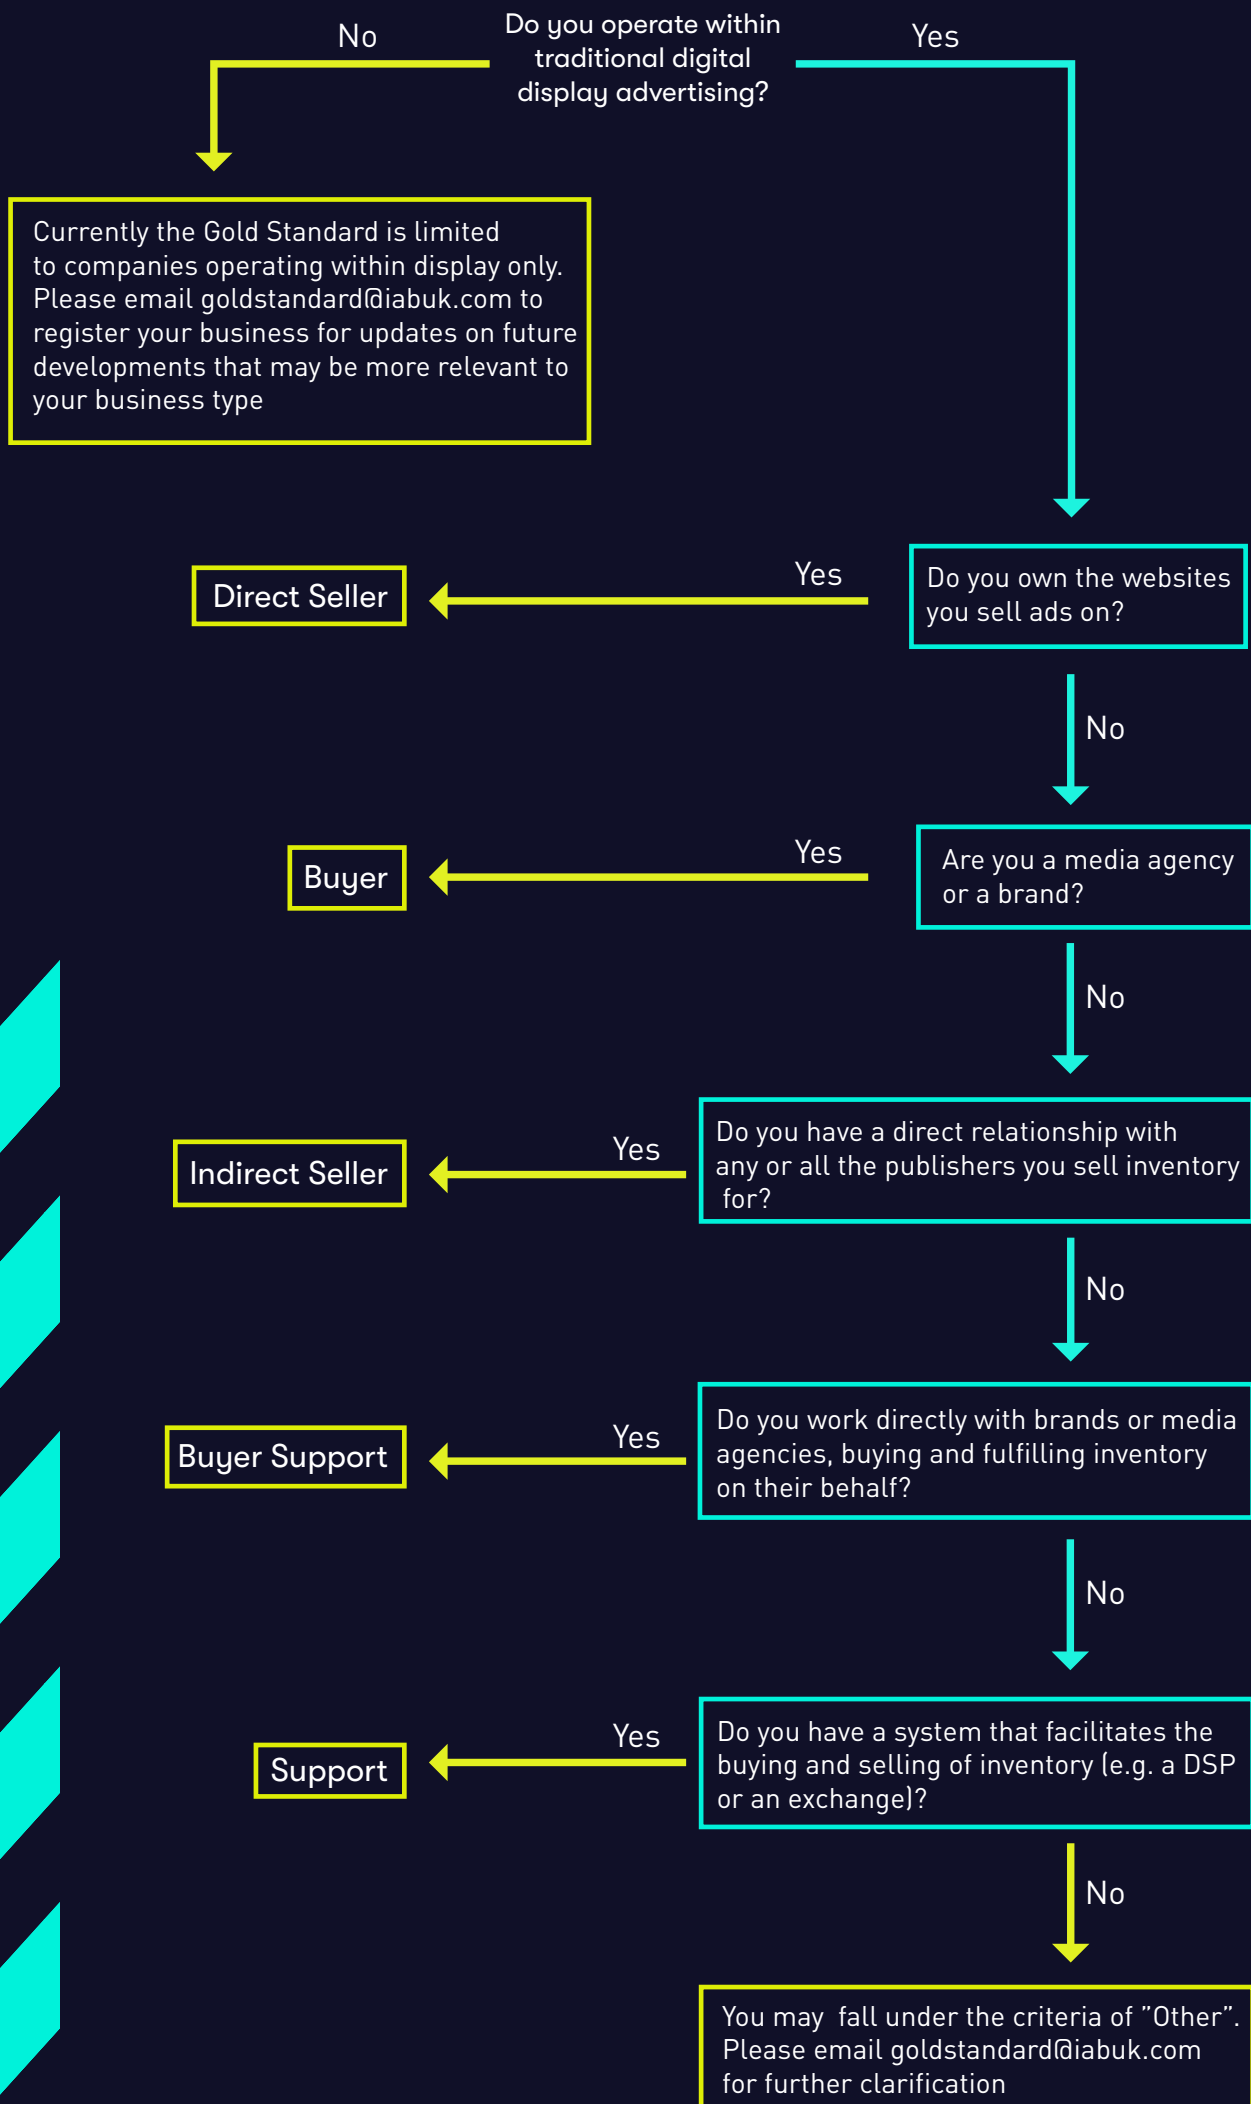 Do you operate within
traditional digital
display advertising?
No
Yes
Currently the Gold Standard is limited
to companies operating within display only.
Please email goldstandard@iabuk.com to
register your business for updates on future
developments that may be more relevant to
your business type
Do you own the websites
you sell ads on?
Yes
Direct Seller
No
Are you a media agency
or a brand?
Yes
Buyer
No
Do you have a direct relationship with
any or all the publishers you sell inventory
for?
Yes
Indirect Seller
No
Do you work directly with brands or media
agencies, buying and fulfilling inventory
on their behalf?
Yes
Buyer Support
No
Do you have a system that facilitates the
buying and selling of inventory (e.g. a DSP
or an exchange)?
Yes
Support
No
You may  fall under the criteria of ”Other”.
Please email goldstandard@iabuk.com
for further clarification